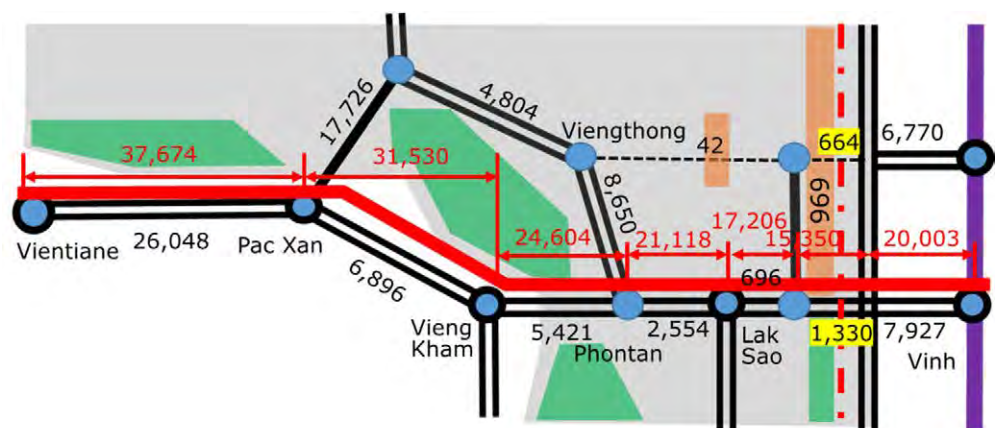 4,804
17,726
Viengthong
42
664
6,770
37,674
31,530
8,650
969
17,206
24,604
21,118
15,350
20,003
Vientiane
26,048
Pac Xan
6,896
696
Vieng
Kham
5,421
Phontan
2,554
Lak
Sao
1,330
7,927
Vinh